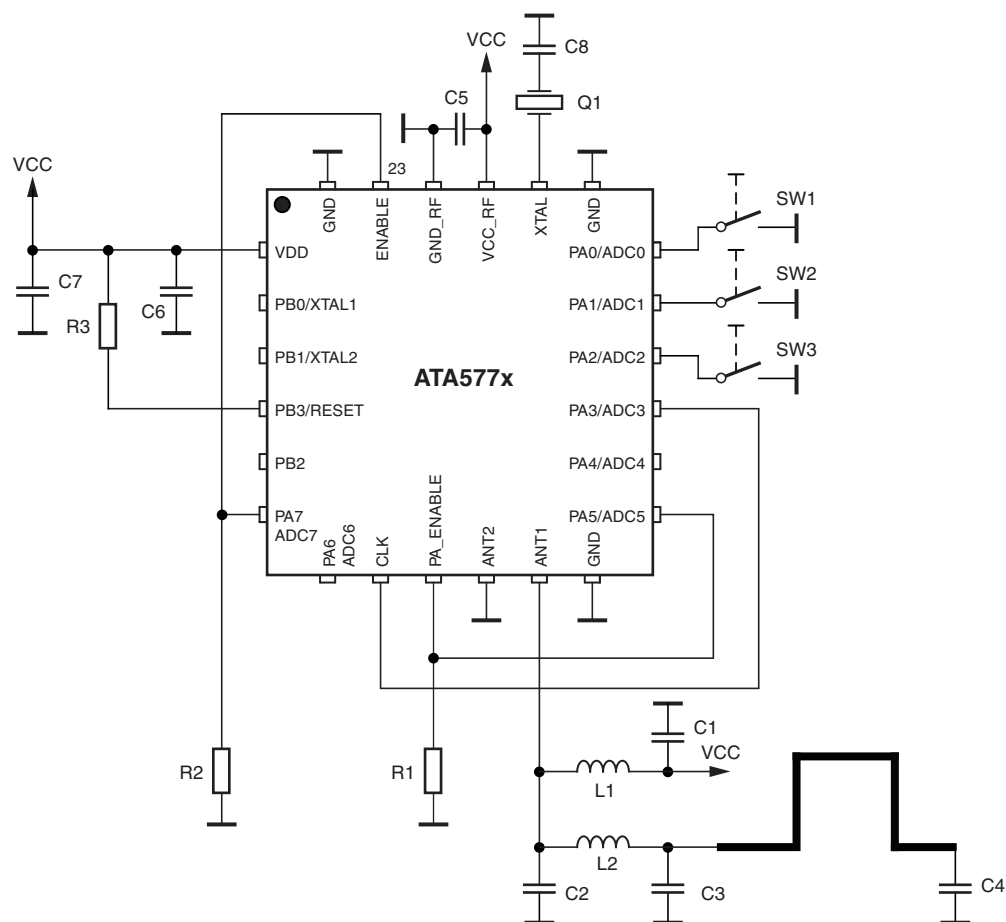 VCC
C8
C5
Q1
VCC
23
GND
ENABLE
GND_RF
VCC_RF
XTAL
GND
SW1
VDD
PA0/ADC0
C7
C6
R3
SW2
PB0/XTAL1
PA1/ADC1
SW3
PB1/XTAL2
PA2/ADC2
ATA577x
PB3/RESET
PA3/ADC3
PB2
PA4/ADC4
PA7
ADC7
PA5/ADC5
PA6
ADC6
CLK
PA_ENABLE
ANT2
ANT1
GND
C1
VCC
R2
R1
L1
L2
C2
C3
C4